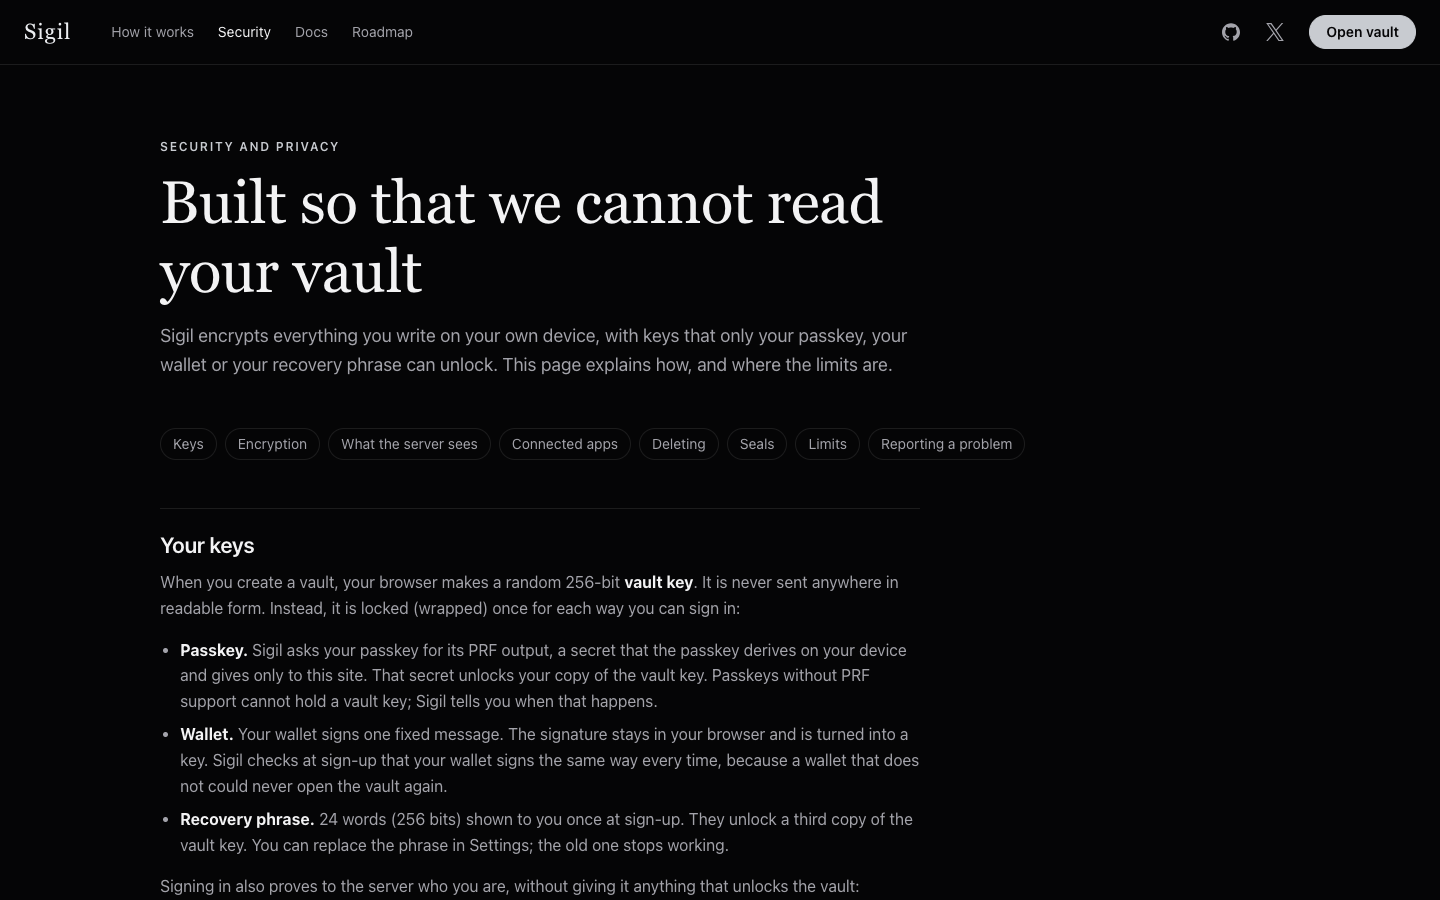 Sigil
How it works
Security
Docs
Roadmap
Open vault
SECURITY AND PRIVACY
Built so that we cannot read
your vault
Sigil encrypts everything you write on your own device, with keys that only your passkey, your
wallet or your recovery phrase can unlock. This page explains how, and where the limits are.
Keys
Encryption
What the server sees
Connected apps
Deleting
Seals
Limits
Reporting a problem
Your keys
When you create a vault, your browser makes a random 256-bit vault key. It is never sent anywhere in
readable form. Instead, it is locked (wrapped) once for each way you can sign in:
• Passkey. Sigil asks your passkey for its PRF output, a secret that the passkey derives on your device
and gives only to this site. That secret unlocks your copy of the vault key. Passkeys without PRF
support cannot hold a vault key; Sigil tells you when that happens.
• Wallet. Your wallet signs one fixed message. The signature stays in your browser and is turned into a
key. Sigil checks at sign-up that your wallet signs the same way every time, because a wallet that does
not could never open the vault again.
• Recovery phrase. 24 words (256 bits) shown to you once at sign-up. They unlock a third copy of the
vault key. You can replace the phrase in Settings; the old one stops working.
Signing in also proves to the server who you are, without giving it anything that unlocks the vault: